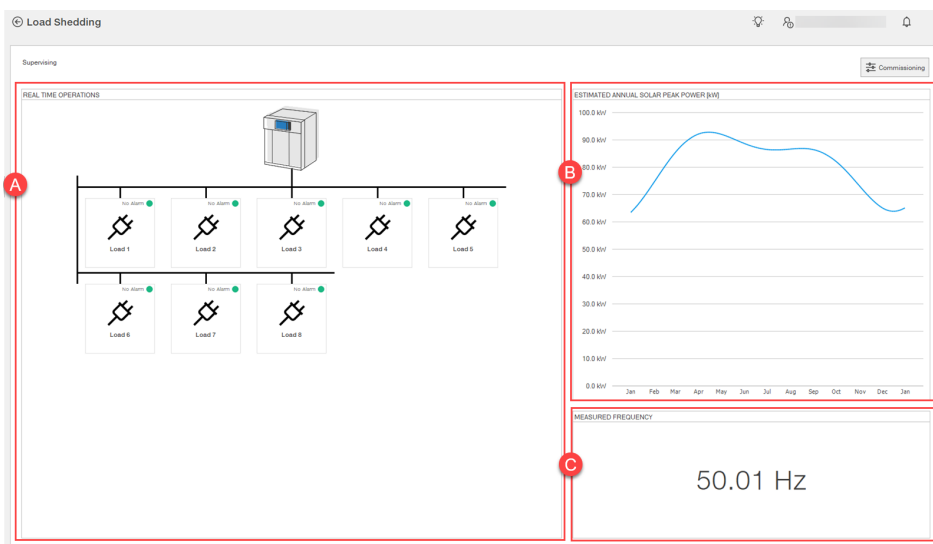 Load Shedding
Supervising
Commissioning
A
REAL TIME OPERATIONS
No Alarm
No Alarm
No Alarm
No Alarm
No Alarm
Load 1
Load 2
Load 3
Load 4
Load 5
No Alarm
No Alarm
No Alarm
Load 6
Load 7
Load 8
B
ESTIMATED ANNUAL SOLAR PEAK POWER [kW]
100.0 kW
90.0 kW
80.0 kW
70.0 kW
60.0 kW
50.0 kW
40.0 kW
30.0 kW
20.0 kW
10.0 kW
0.0 kW
Jan Feb Mar Apr May Jun Jul Aug Sep Oct Nov Dec Jan
C
MEASURED FREQUENCY
50.01 Hz